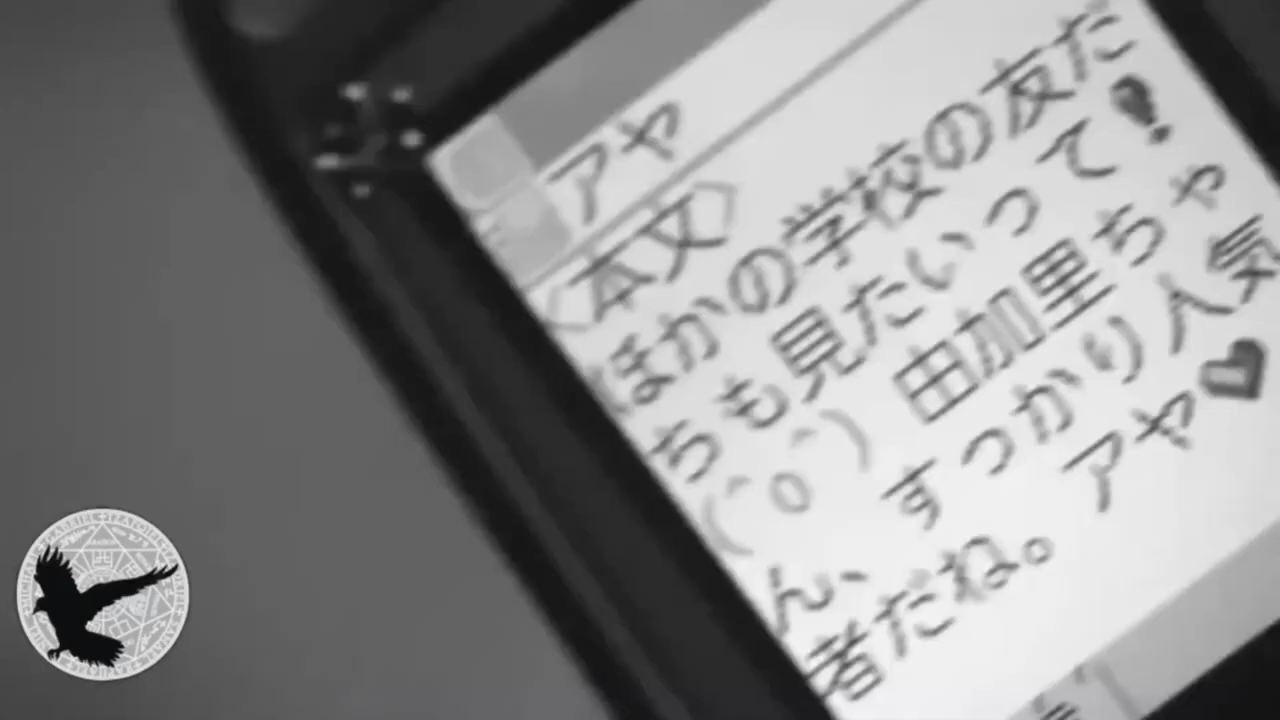 アヤ
〈本文〉
ほかの学校の友だ
ちも見たいって❗
(^o^) 田加里ちゃ
ん、すっかり人気
者だね。 アヤ♥